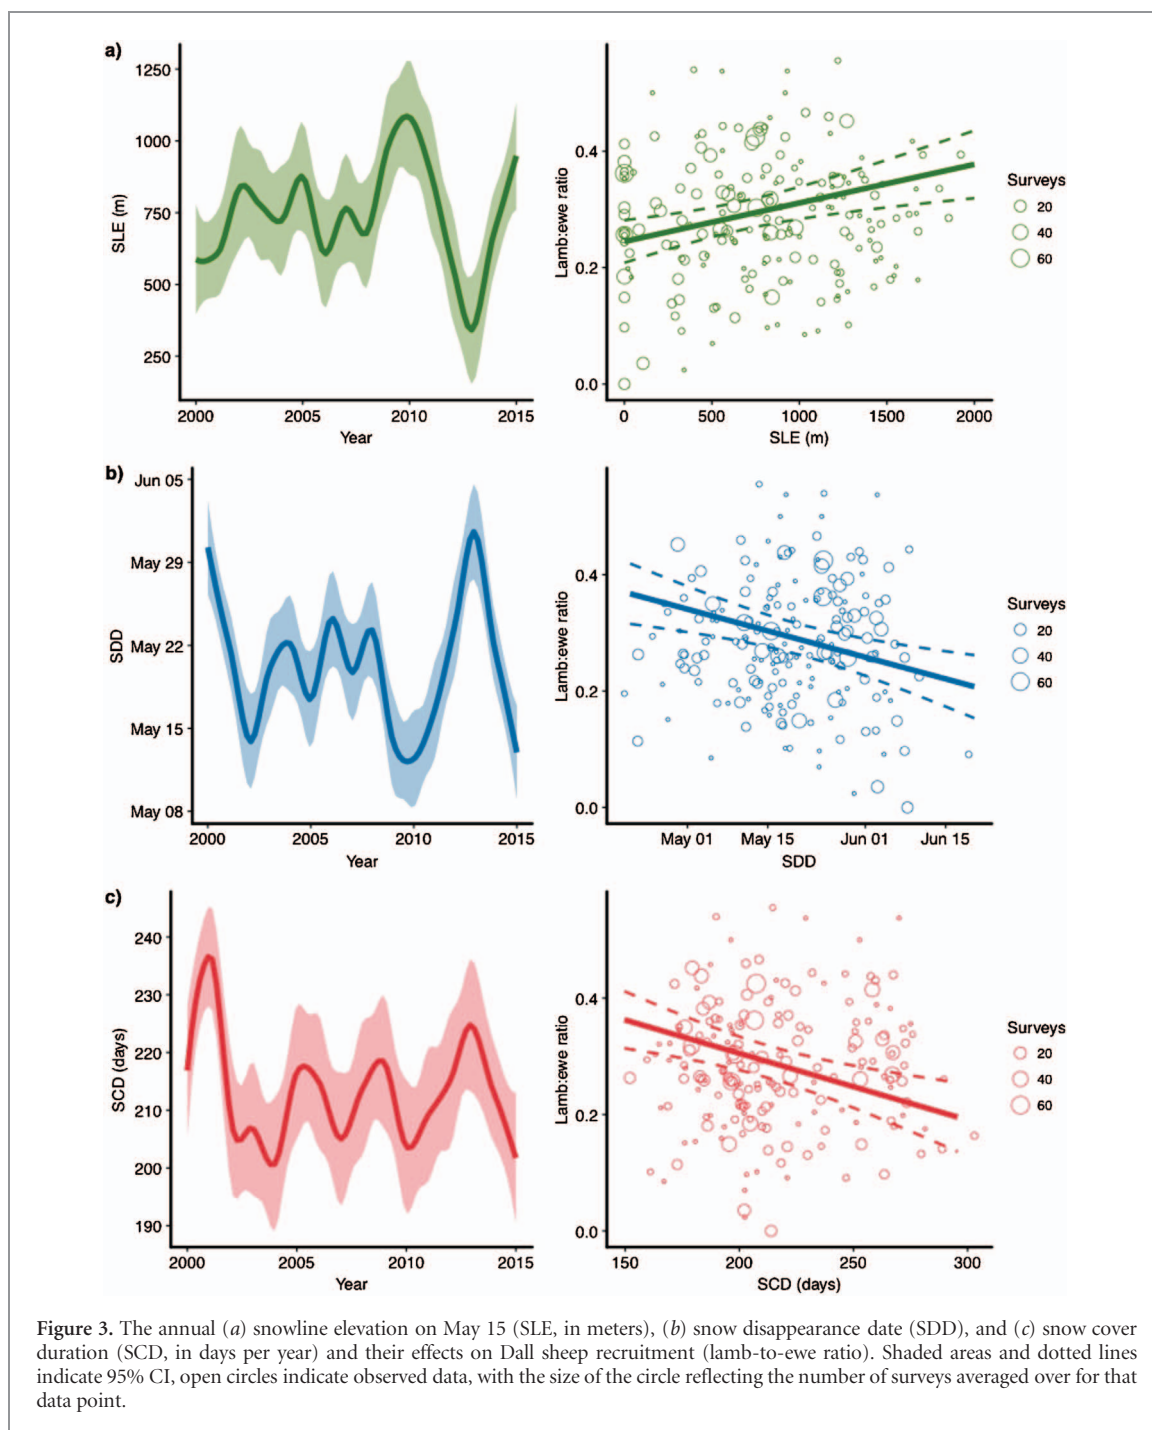 a)
1250
1000
750
500
250
SLE (m)
2000 2005 2010 2015
Year
0.4
0.2
0.0
Lamb:ewe ratio
0 500 1000 1500 2000
SLE (m)
Surveys
20
40
60
b)
Jun 05
May 29
May 22
May 15
May 08
SDD
2000 2005 2010 2015
Year
0.4
0.2
0.0
Lamb:ewe ratio
May 01 May 15 Jun 01 Jun 15
SDD
Surveys
20
40
60
c)
240
230
220
210
200
190
SCD (days)
2000 2005 2010 2015
Year
0.4
0.2
0.0
Lamb:ewe ratio
150 200 250 300
SCD (days)
Surveys
20
40
60
Figure 3. The annual (a) snowline elevation on May 15 (SLE, in meters), (b) snow disappearance date (SDD), and (c) snow cover
duration (SCD, in days per year) and their effects on Dall sheep recruitment (lamb-to-ewe ratio). Shaded areas and dotted lines
indicate 95% CI, open circles indicate observed data, with the size of the circle reflecting the number of surveys averaged over for that
data point.